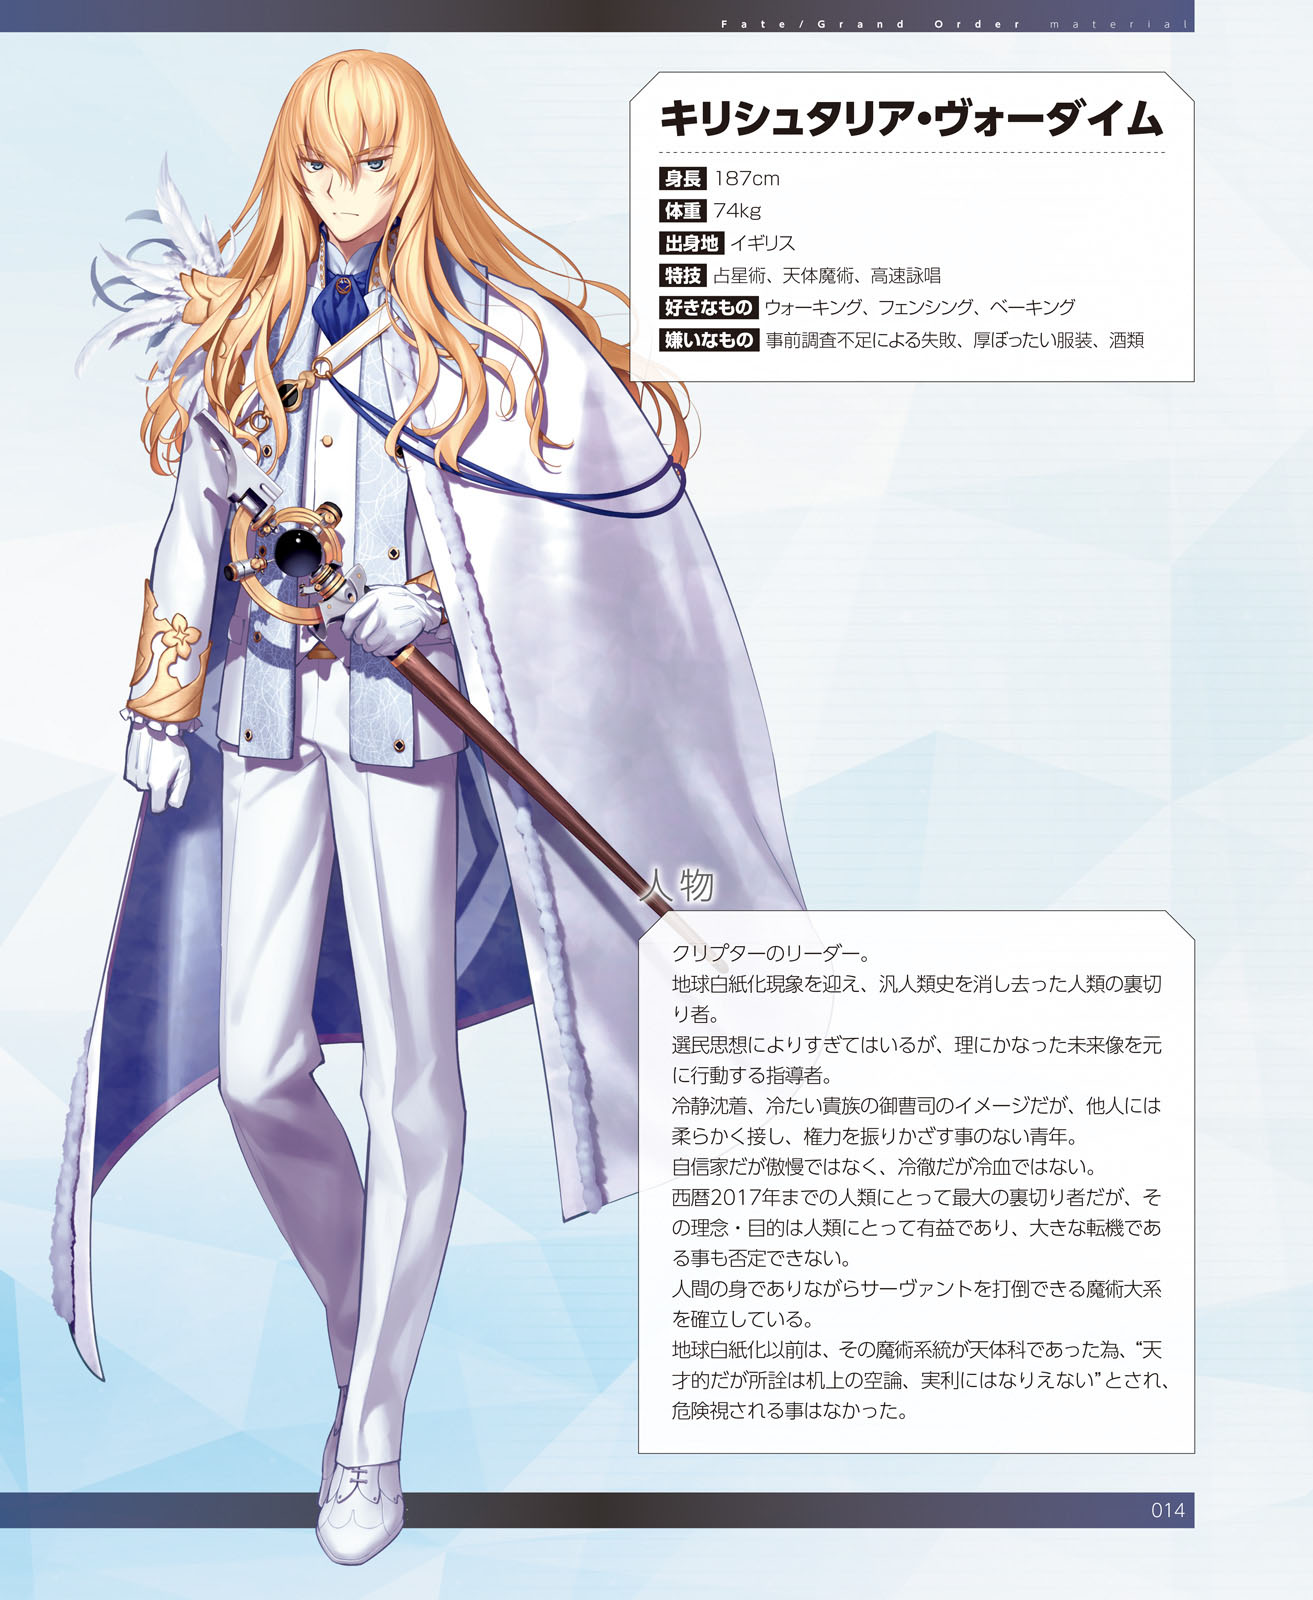 Fate/Grand Order material
キリシュタリア・ヴォーダイム
身長 187cm
体重 74kg
出身地 イギリス
特技 占星術、天体魔術、高速詠唱
好きなもの ウォーキング、フェンシング、ベーキング
嫌いなもの 事前調査不足による失敗、厚ぼったい服装、酒類
人物
クリプターのリーダー。
地球白紙化現象を迎え、汎人類史を消し去った人類の裏切
り者。
選民思想によりすぎてはいるが、理にかなった未来像を元
に行動する指導者。
冷静沈着、冷たい貴族の御曹司のイメージだが、他人には
柔らかく接し、権力を振りかざす事のない青年。
自信家だが傲慢ではなく、冷徹だが冷血ではない。
西暦2017年までの人類にとって最大の裏切り者だが、そ
の理念・目的は人類にとって有益であり、大きな転機であ
る事も否定できない。
人間の身でありながらサーヴァントを打倒できる魔術大系
を確立している。
地球白紙化以前は、その魔術系統が天体科であった為、“天
才的だが所詮は机上の空論、実利にはなりえない”とされ、
危険視される事はなかった。
014